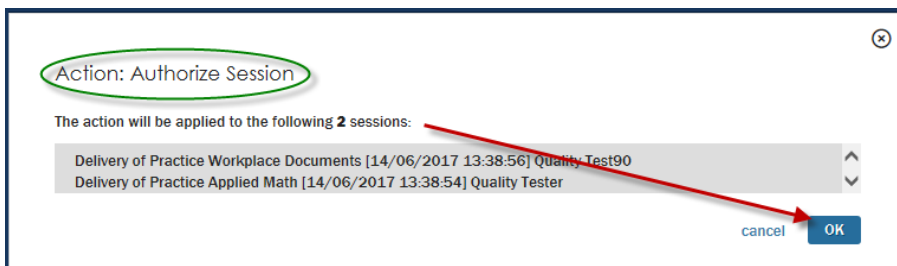 Action: Authorize Session
The action will be applied to the following 2 sessions:
Delivery of Practice Workplace Documents [14/06/2017 13:38:56] Quality Test90
Delivery of Practice Applied Math [14/06/2017 13:38:54] Quality Tester
cancel OK